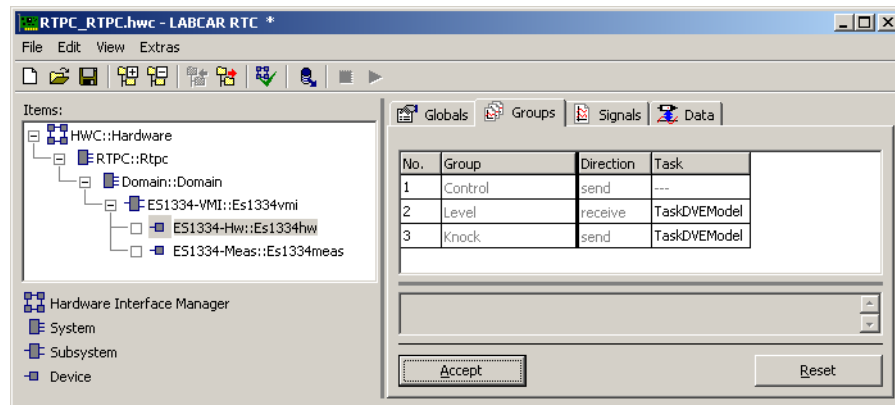 RTPC_RTPC.hwc - LABCAR RTC *
File Edit View Extras
Items:
HWC::Hardware
RTPC::Rtpc
Domain::Domain
ES1334-VMI::Es1334vmi
ES1334-Hw::Es1334hw
ES1334-Meas::Es1334meas
Hardware Interface Manager
System
Subsystem
Device
Globals Groups Signals Data
No. Group Direction Task
1 Control send ---
2 Level receive TaskDVEModel
3 Knock send TaskDVEModel
Accept Reset